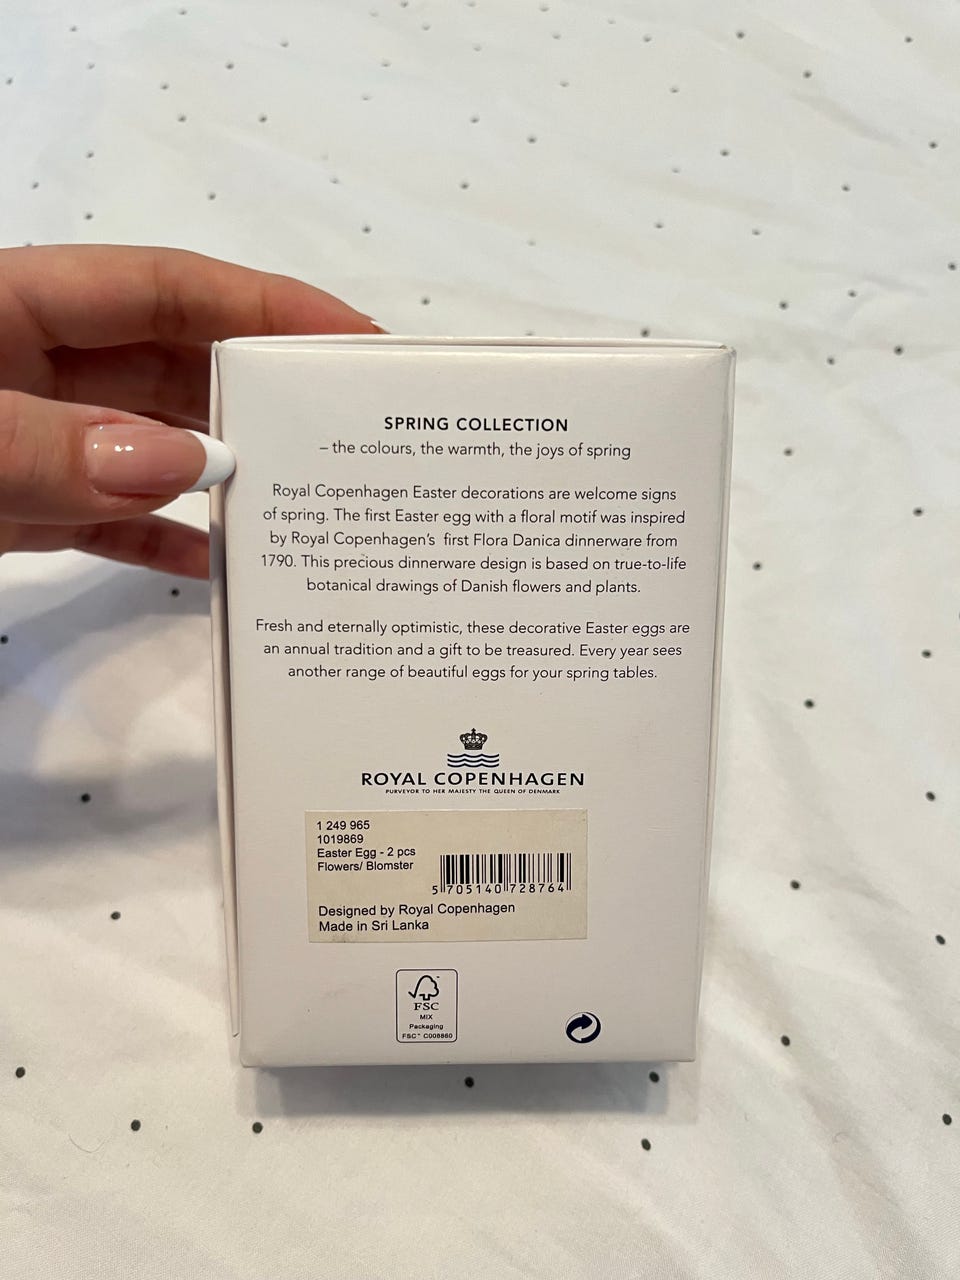 SPRING COLLECTION
– the colours, the warmth, the joys of spring
Royal Copenhagen Easter decorations are welcome signs
of spring. The first Easter egg with a floral motif was inspired
by Royal Copenhagen's first Flora Danica dinnerware from
1790. This precious dinnerware design is based on true-to-life
botanical drawings of Danish flowers and plants.
Fresh and eternally optimistic, these decorative Easter eggs are
an annual tradition and a gift to be treasured. Every year sees
another range of beautiful eggs for your spring tables.
ROYAL COPENHAGEN
PURVEYOR TO HER MAJESTY THE QUEEN OF DENMARK
1 249 965
1019869
Easter Egg - 2 pcs
Flowers/ Blomster
5 705140 728764
Designed by Royal Copenhagen
Made in Sri Lanka
FSC
MIX
Packaging
FSC™ C008860